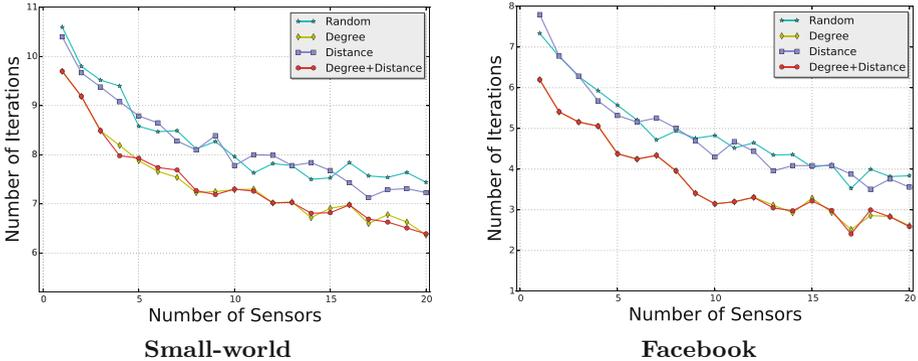 11
10
9
8
7
6
Number of Iterations
Random
Degree
Distance
Degree+Distance
0 5 10 15 20
Number of Sensors
Small-world
8
7
6
5
4
3
2
1
Number of Iterations
Random
Degree
Distance
Degree+Distance
0 5 10 15 20
Number of Sensors
Facebook